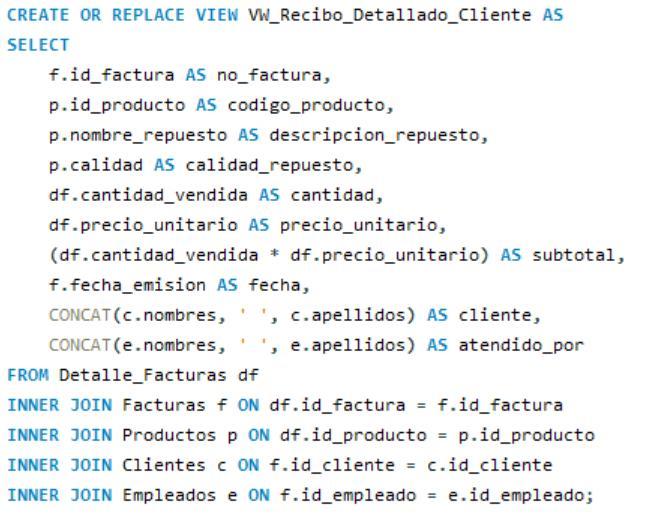 CREATE OR REPLACE VIEW VW_Recibo_Detallado_Cliente AS
SELECT
    f.id_factura AS no_factura,
    p.id_producto AS codigo_producto,
    p.nombre_repuesto AS descripcion_repuesto,
    p.calidad AS calidad_repuesto,
    df.cantidad_vendida AS cantidad,
    df.precio_unitario AS precio_unitario,
    (df.cantidad_vendida * df.precio_unitario) AS subtotal,
    f.fecha_emision AS fecha,
    CONCAT(c.nombres, ' ', c.apellidos) AS cliente,
    CONCAT(e.nombres, ' ', e.apellidos) AS atendido_por
FROM Detalle_Facturas df
INNER JOIN Facturas f ON df.id_factura = f.id_factura
INNER JOIN Productos p ON df.id_producto = p.id_producto
INNER JOIN Clientes c ON f.id_cliente = c.id_cliente
INNER JOIN Empleados e ON f.id_empleado = e.id_empleado;